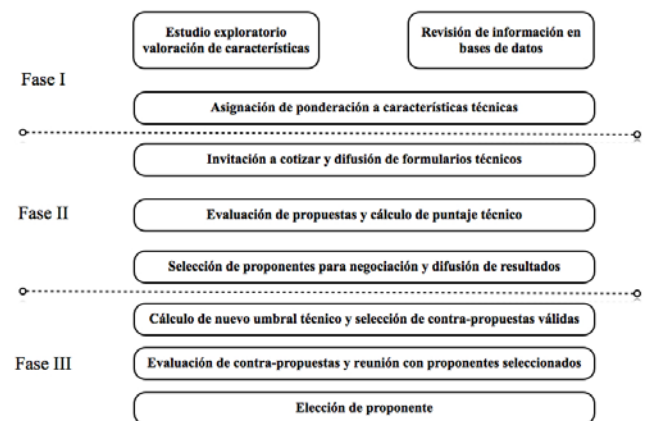 Estudio exploratorio
valoración de características
Revisión de información en
bases de datos
Fase I
Asignación de ponderación a características técnicas
Invitación a cotizar y difusión de formularios técnicos
Fase II
Evaluación de propuestas y cálculo de puntaje técnico
Selección de proponentes para negociación y difusión de resultados
Cálculo de nuevo umbral técnico y selección de contra-propuestas válidas
Fase III
Evaluación de contra-propuestas y reunión con proponentes seleccionados
Elección de proponente